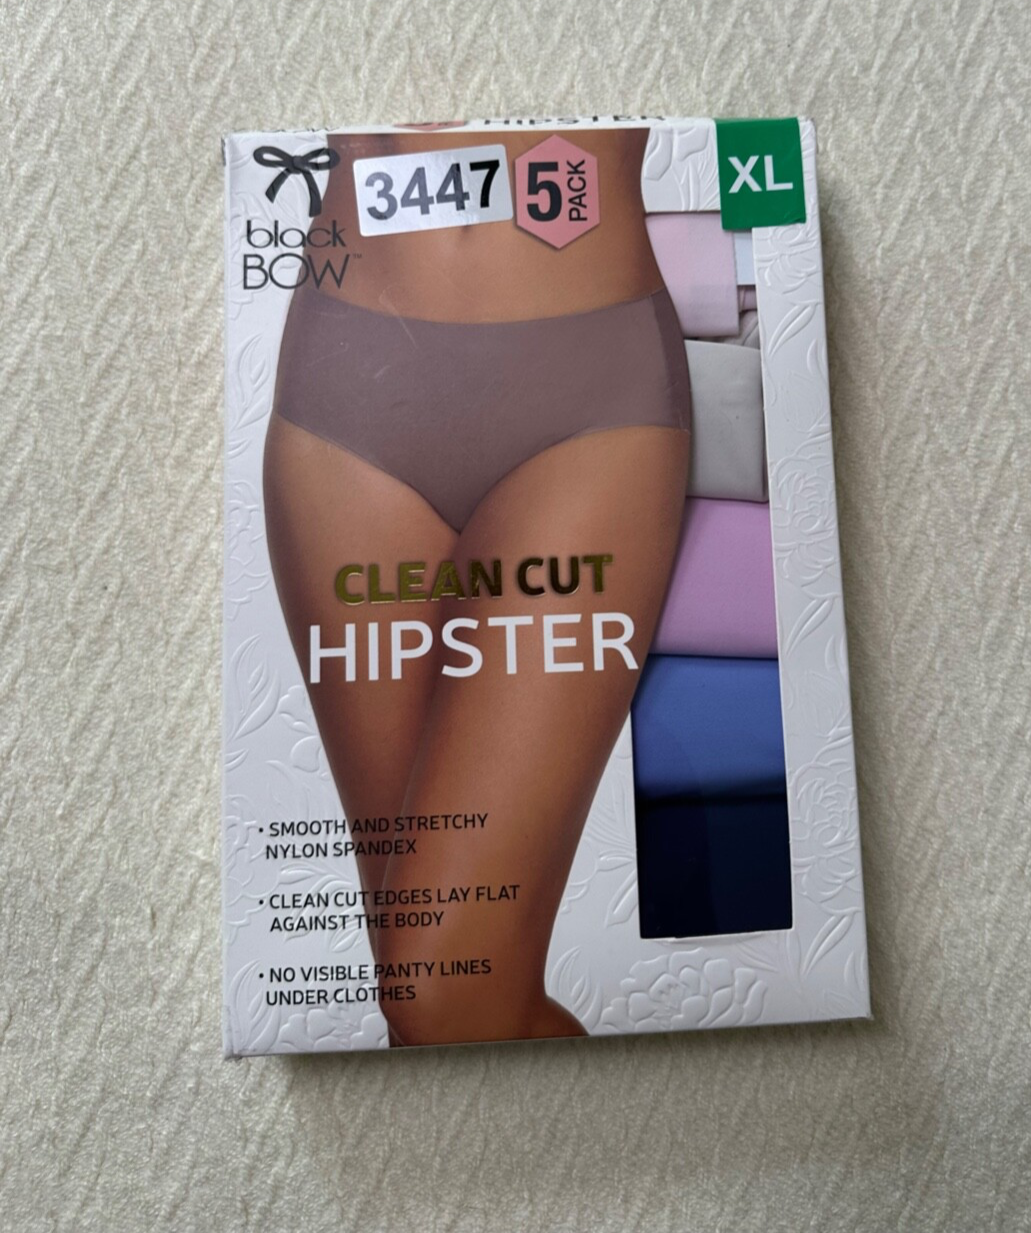 HIPSTER
black
BOW™
3447
5
PACK
XL
CLEAN CUT
HIPSTER
• SMOOTH AND STRETCHY
NYLON SPANDEX
• CLEAN CUT EDGES LAY FLAT
AGAINST THE BODY
• NO VISIBLE PANTY LINES
UNDER CLOTHES